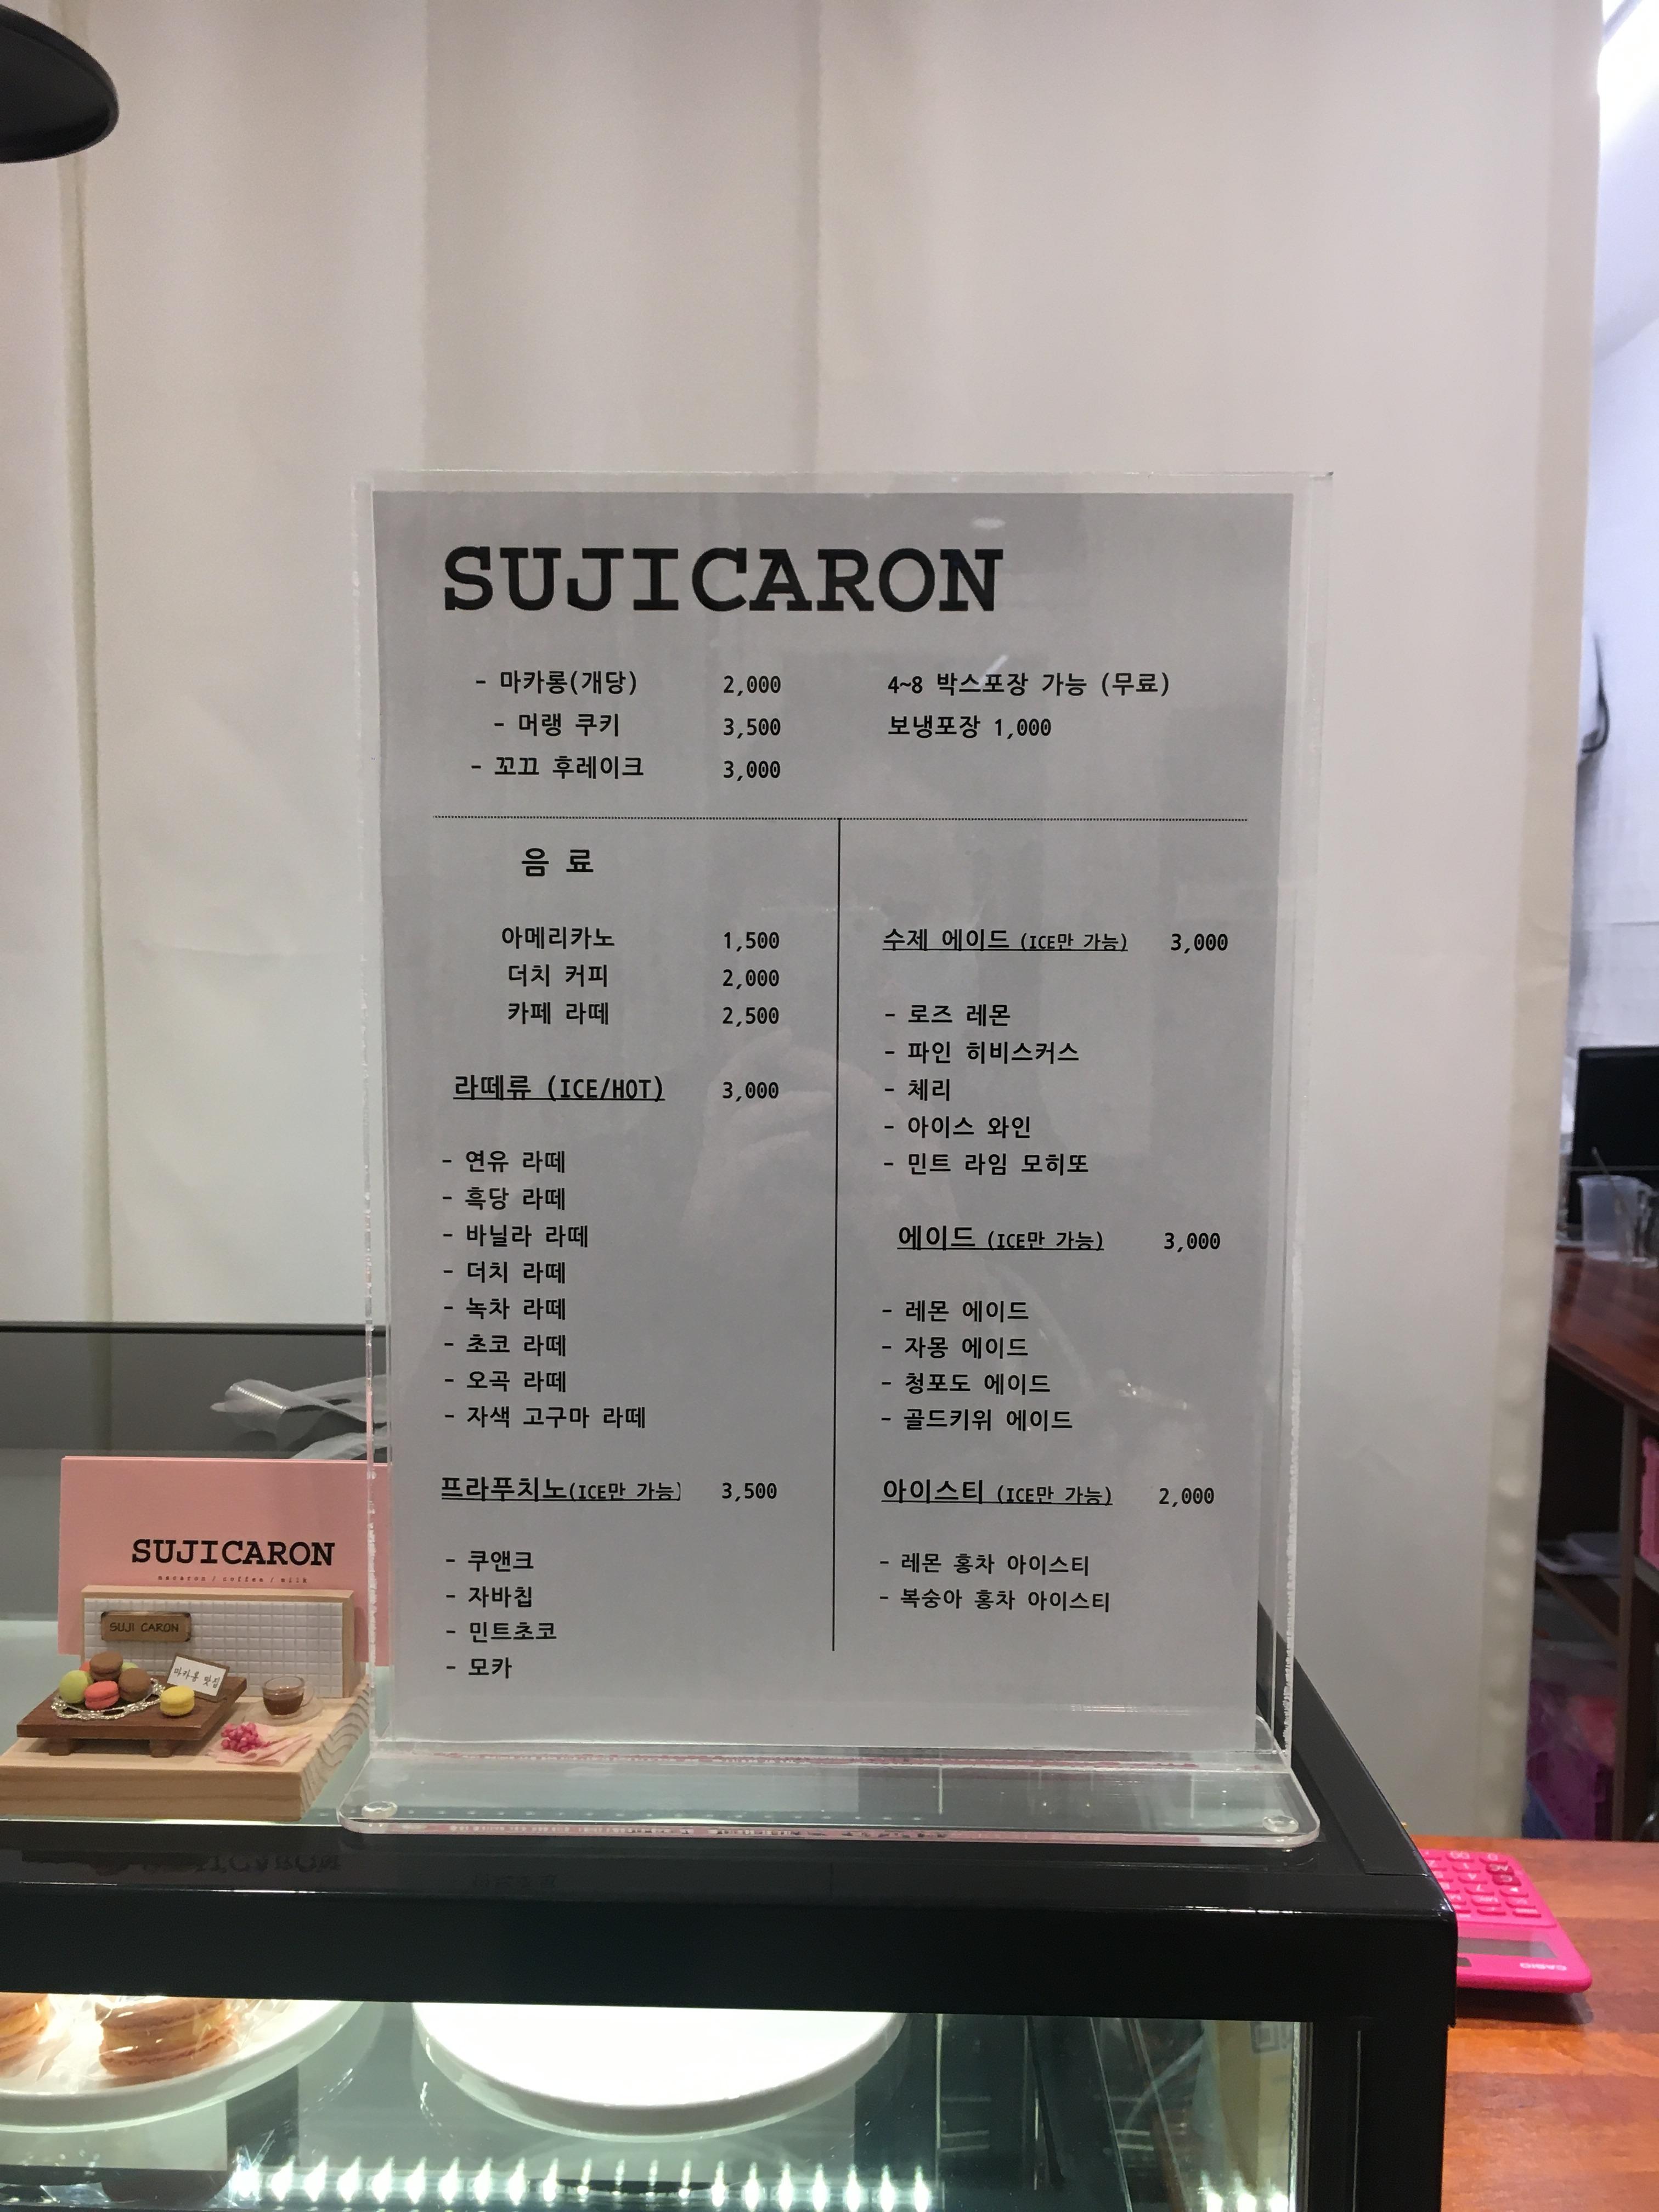 SUJICARON
- 마카롱(개당) 2,000 4~8 박스포장 가능 (무료)
- 머랭 쿠키 3,500 보냉포장 1,000
- 꼬끄 후레이크 3,000
음 료
아메리카노 1,500
더치 커피 2,000
카페 라떼 2,500
라떼류 (ICE/HOT) 3,000
- 연유 라떼
- 흑당 라떼
- 바닐라 라떼
- 더치 라떼
- 녹차 라떼
- 초코 라떼
- 오곡 라떼
- 자색 고구마 라떼
프라푸치노(ICE만 가능) 3,500
- 쿠앤크
- 자바칩
- 민트초코
- 모카
수제 에이드 (ICE만 가능) 3,000
- 로즈 레몬
- 파인 히비스커스
- 체리
- 아이스 와인
- 민트 라임 모히또
에이드 (ICE만 가능) 3,000
- 레몬 에이드
- 자몽 에이드
- 청포도 에이드
- 골드키위 에이드
아이스티 (ICE만 가능) 2,000
- 레몬 홍차 아이스티
- 복숭아 홍차 아이스티
SUJICARON
macaron / coffee / milk
SUJI CARON
마카롱 맛집
CASIO